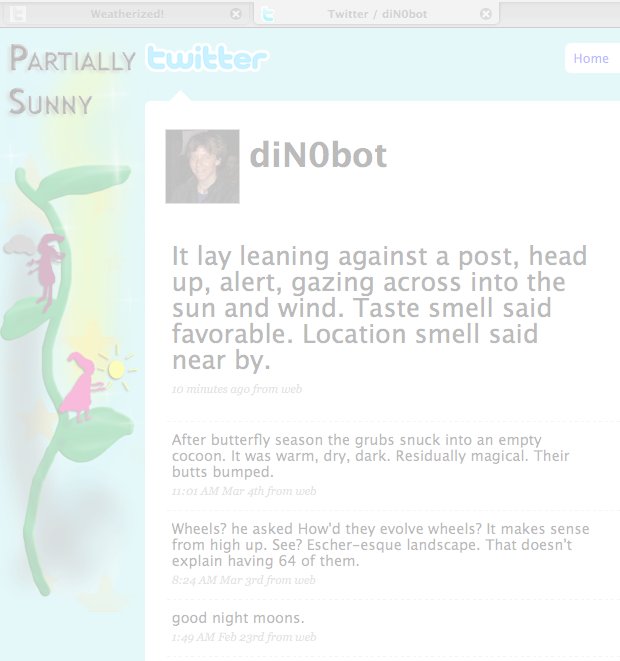 Weatherized!
Twitter / diN0bot
PARTIALLY
SUNNY
twitter
Home
diN0bot
It lay leaning against a post, head
up, alert, gazing across into the
sun and wind. Taste smell said
favorable. Location smell said
near by.
10 minutes ago from web
After butterfly season the grubs snuck into an empty
cocoon. It was warm, dry, dark. Residually magical. Their
butts bumped.
11:01 AM Mar 4th from web
Wheels? he asked How'd they evolve wheels? It makes sense
from high up. See? Escher-esque landscape. That doesn't
explain having 64 of them.
8:24 AM Mar 3rd from web
good night moons.
1:49 AM Feb 23rd from web